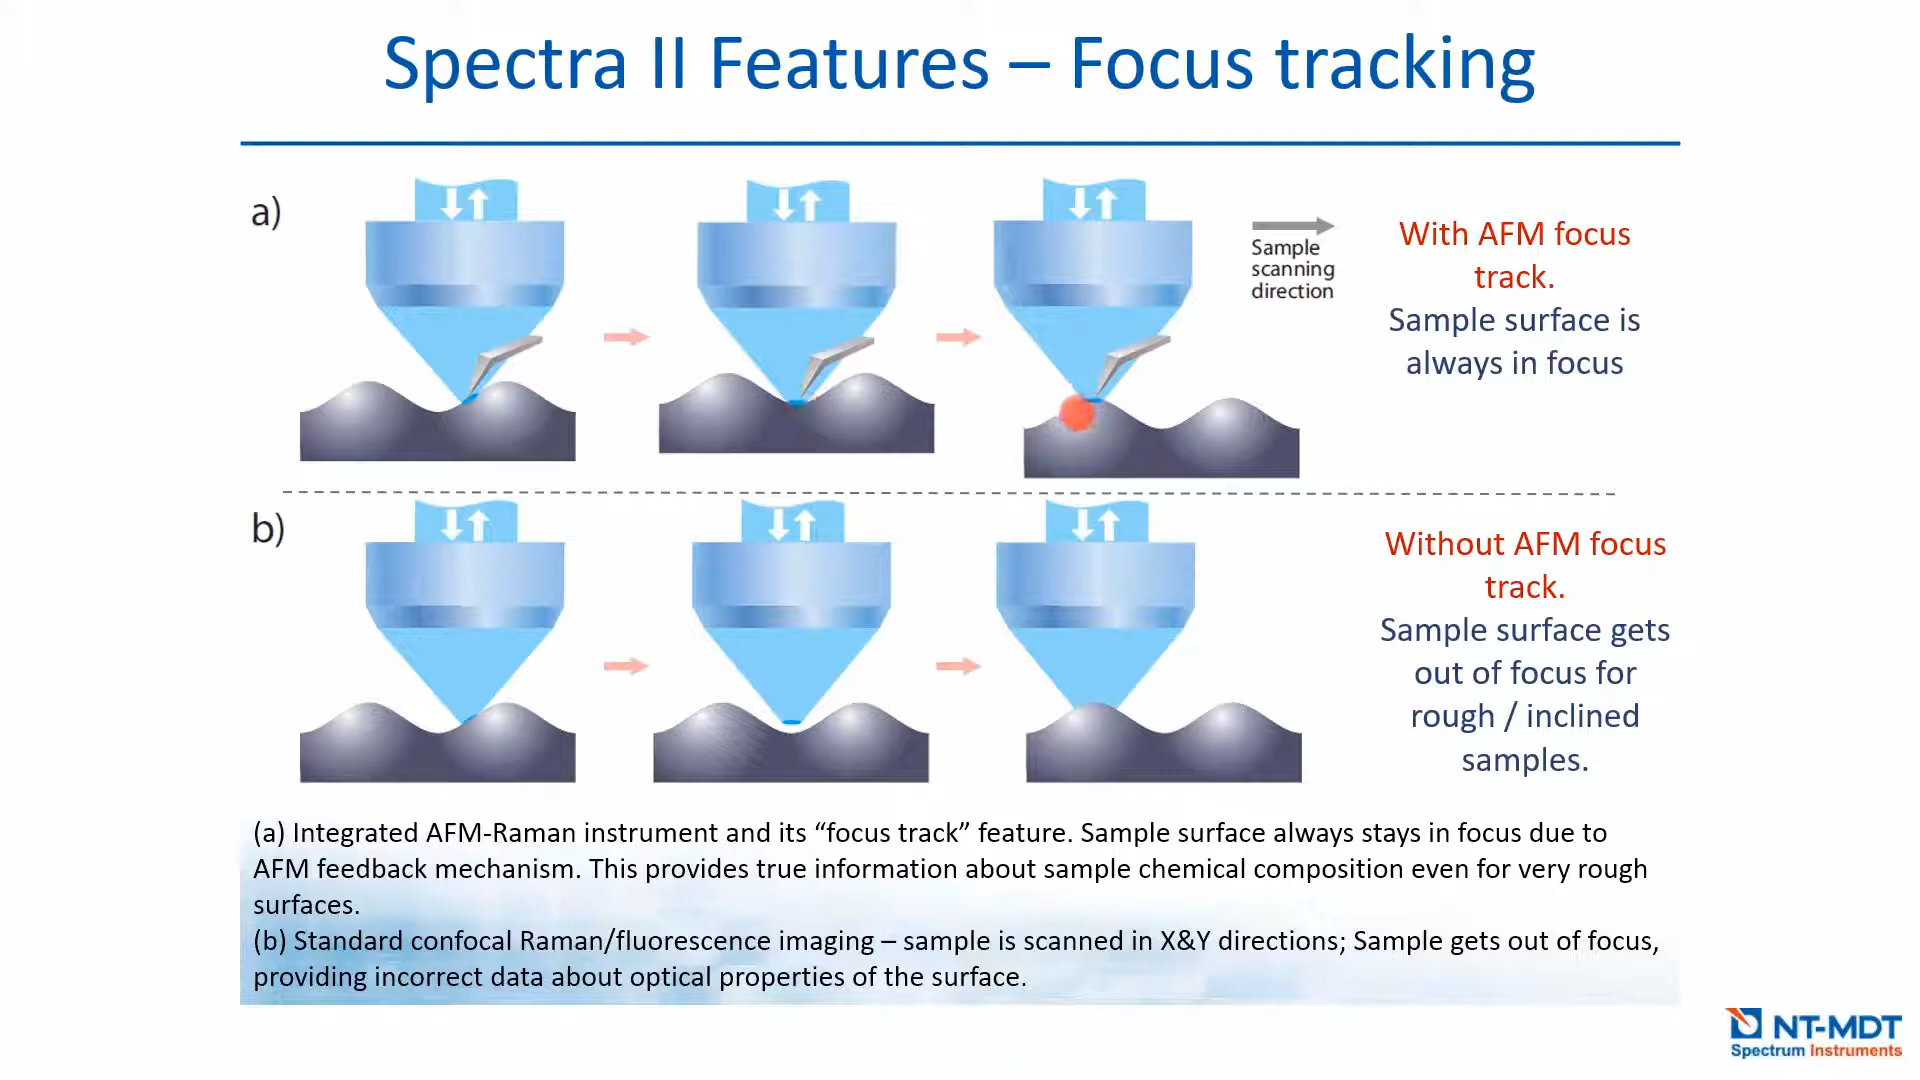 Spectra II Features – Focus tracking
a)
Sample
scanning
direction
With AFM focus
track.
Sample surface is
always in focus
b)
Without AFM focus
track.
Sample surface gets
out of focus for
rough / inclined
samples.
(a) Integrated AFM-Raman instrument and its “focus track” feature. Sample surface always stays in focus due to
AFM feedback mechanism. This provides true information about sample chemical composition even for very rough
surfaces.
(b) Standard confocal Raman/fluorescence imaging – sample is scanned in X&Y directions; Sample gets out of focus,
providing incorrect data about optical properties of the surface.
NT-MDT
Spectrum Instruments